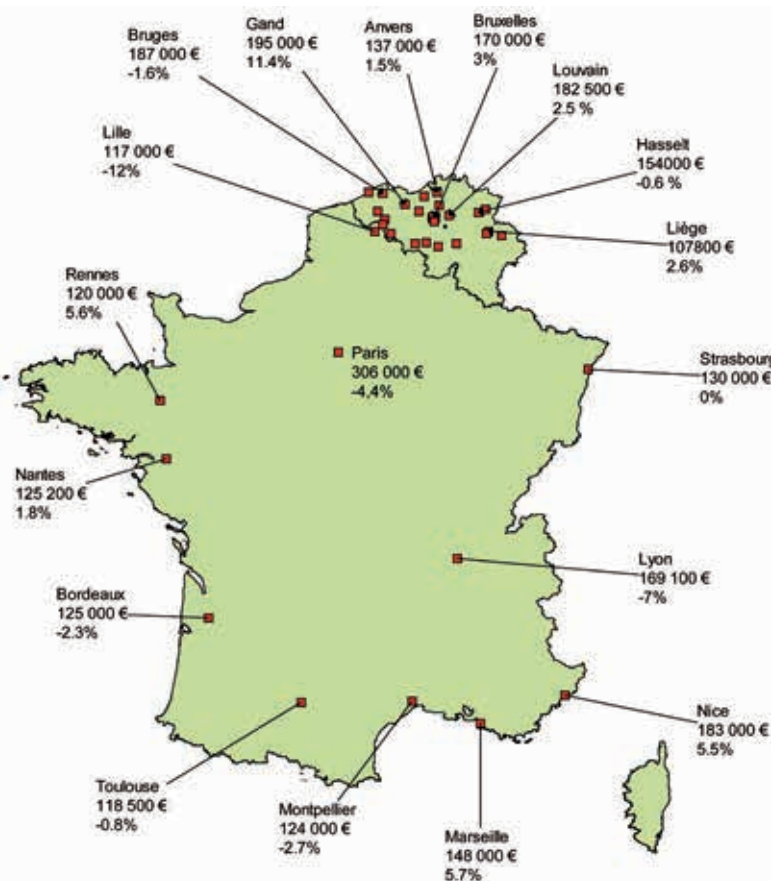 Bruges
187 000 €
-1.6%
Gand
195 000 €
11.4%
Anvers
137 000 €
1.5%
Bruxelles
170 000 €
3%
Louvain
182 500 €
2.5 %
Lille
117 000 €
-12%
Hasselt
154000 €
-0.6 %
Liège
107800 €
2.6%
Rennes
120 000 €
5.6%
Paris
306 000 €
-4,4%
Strasbourg
130 000 €
0%
Nantes
125 200 €
1.8%
Lyon
169 100 €
-7%
Bordeaux
125 000 €
-2.3%
Nice
183 000 €
5.5%
Toulouse
118 500 €
-0.8%
Montpellier
124 000 €
-2.7%
Marseille
148 000 €
5.7%